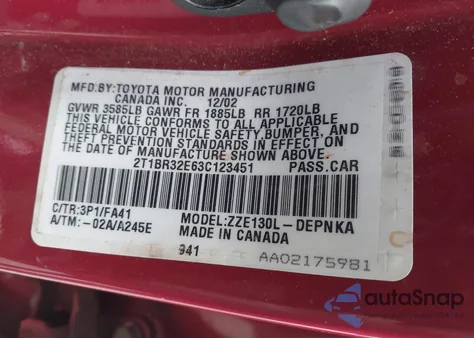 MFD.BY:TOYOTA MOTOR MANUFACTURING
CANADA INC. 12/02
GVWR 3585LB GAWR FR 1885LB RR 1720LB
THIS VEHICLE CONFORMS TO ALL APPLICABLE
FEDERAL MOTOR VEHICLE SAFETY,BUMPER, AND
THEFT PREVENTION STANDARDS IN EFFECT ON
THE DATE OF MANUFACTURE SHOWN ABOVE.
2T1BR32E63C123451 PASS.CAR
C/TR:3P1/FA41 MODEL:ZZE130L-DEPNKA
A/TM:-02A/A245E MADE IN CANADA
941 AA02175981
autoSnap